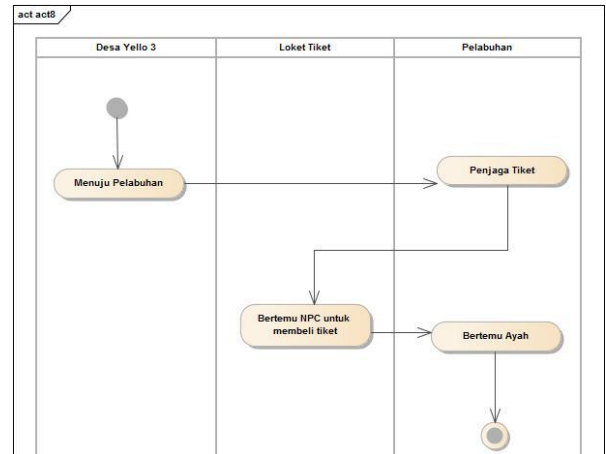 act act8
Desa Yello 3
Loket Tiket
Pelabuhan
Menuju Pelabuhan
Penjaga Tiket
Bertemu NPC untuk
membeli tiket
Bertemu Ayah